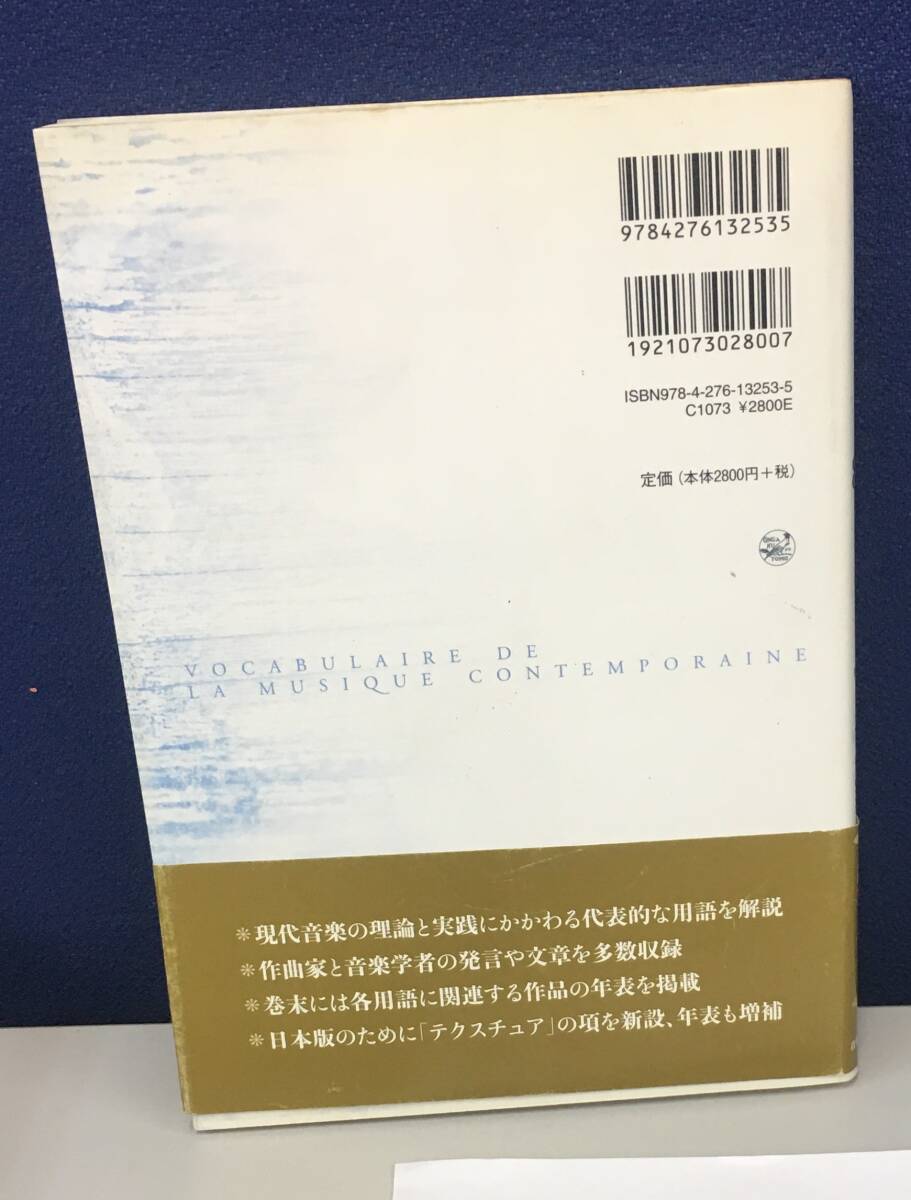 9784276132535
1921073028007
ISBN978-4-276-13253-5
C1073 ¥2800E
定価（本体2800円＋税）
VOCABULAIRE DE
LA MUSIQUE CONTEMPORAINE
＊現代音楽の理論と実践にかかわる代表的な用語を解説
＊作曲家と音楽学者の発言や文章を多数収録
＊巻末には各用語に関連する作品の年表を掲載
＊日本版のために「テクスチュア」の項を新設、年表も増補